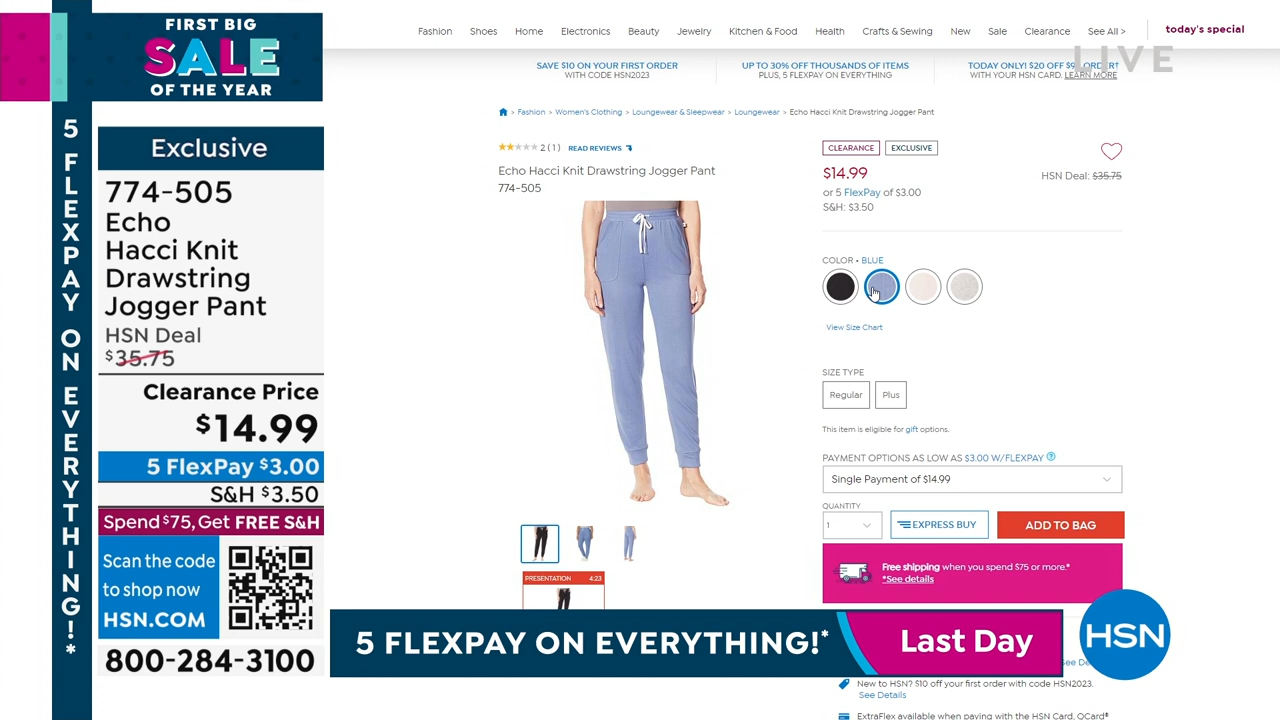 FIRST BIG
SALE
OF THE YEAR
5 FLEXPAY ON EVERYTHING!*
Exclusive
774-505
Echo
Hacci Knit
Drawstring
Jogger Pant
HSN Deal
$35.75
Clearance Price
$14.99
5 FlexPay $3.00
S&H $3.50
Spend $75, Get FREE S&H
Scan the code
to shop now
HSN.COM
800-284-3100
Fashion Shoes Home Electronics Beauty Jewelry Kitchen & Food Health Crafts & Sewing New Sale Clearance See All > today's special
LIVE
SAVE $10 ON YOUR FIRST ORDER
WITH CODE HSN2023
UP TO 30% OFF THOUSANDS OF ITEMS
PLUS, 5 FLEXPAY ON EVERYTHING
TODAY ONLY! $20 OFF ORDER†
WITH YOUR HSN CARD. LEARN MORE
> Fashion > Women's Clothing > Loungewear & Sleepwear > Loungewear > Echo Hacci Knit Drawstring Jogger Pant
2 ( 1 ) READ REVIEWS
Echo Hacci Knit Drawstring Jogger Pant
774-505
CLEARANCE EXCLUSIVE
$14.99
HSN Deal: $35.75
or 5 FlexPay of $3.00
S&H: $3.50
COLOR • BLUE
View Size Chart
SIZE TYPE
Regular Plus
This item is eligible for gift options.
PAYMENT OPTIONS AS LOW AS $3.00 W/FLEXPAY ?
Single Payment of $14.99
QUANTITY
1
EXPRESS BUY
ADD TO BAG
Free shipping when you spend $75 or more.*
*See details
PRESENTATION 4:23
5 FLEXPAY ON EVERYTHING!*
Last Day
HSN
New to HSN? $10 off your first order with code HSN2023.
See Details
ExtraFlex available when paying with the HSN Card, QCard®